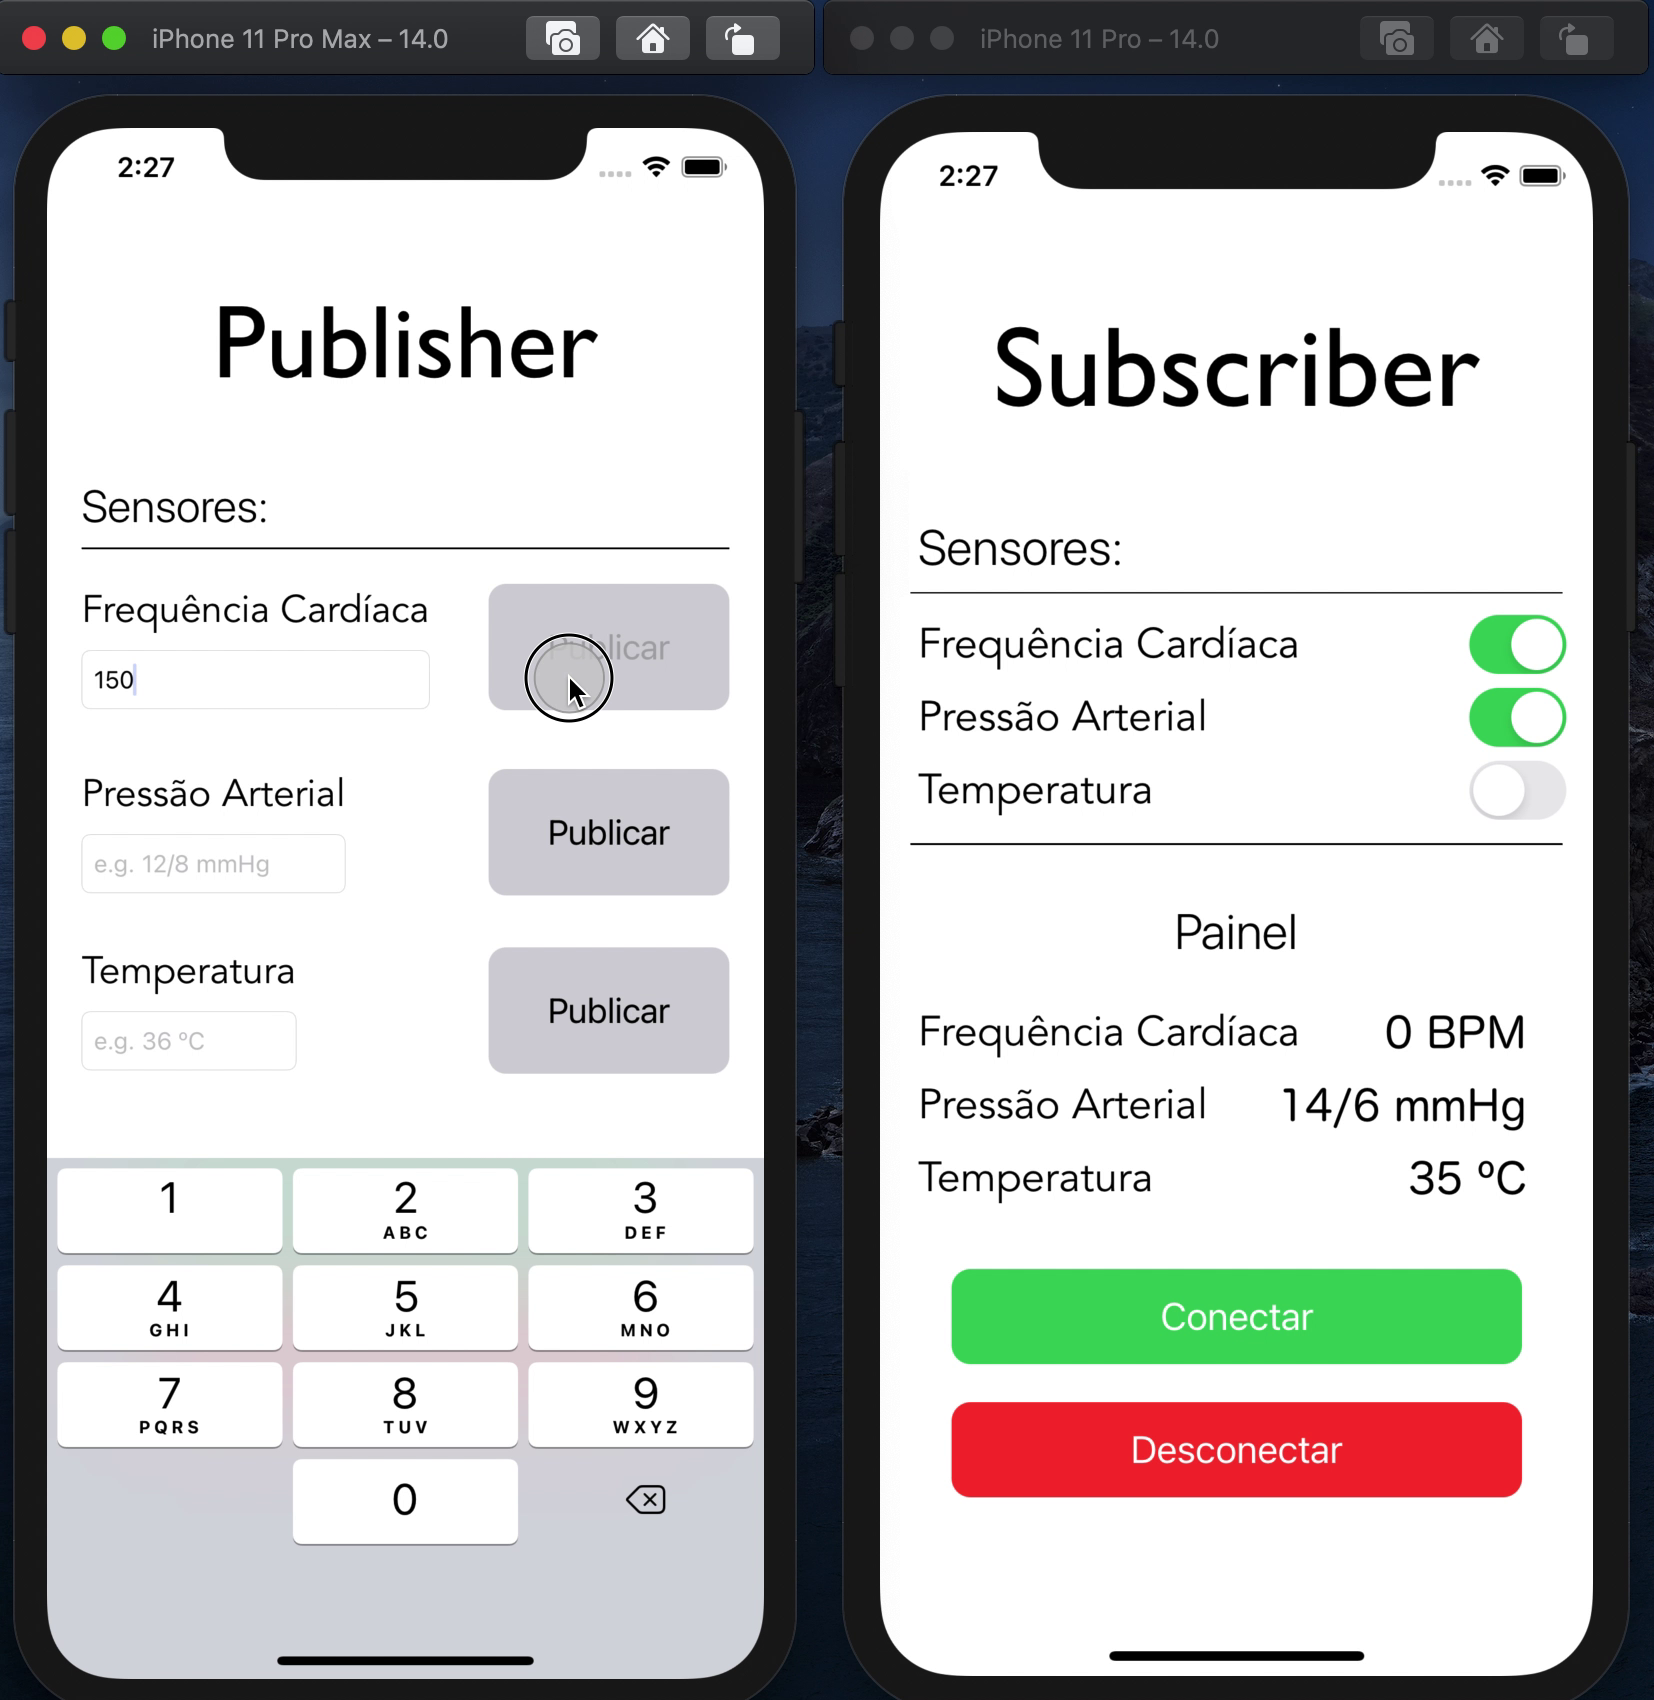 iPhone 11 Pro Max – 14.0
2:27
Publisher
Sensores:
Frequência Cardíaca
150
Publicar
Pressão Arterial
e.g. 12/8 mmHg
Publicar
Temperatura
e.g. 36 ºC
Publicar
1
2
ABC
3
DEF
4
GHI
5
JKL
6
MNO
7
PQRS
8
TUV
9
WXYZ
0
iPhone 11 Pro – 14.0
2:27
Subscriber
Sensores:
Frequência Cardíaca
Pressão Arterial
Temperatura
Painel
Frequência Cardíaca 0 BPM
Pressão Arterial 14/6 mmHg
Temperatura 35 ºC
Conectar
Desconectar